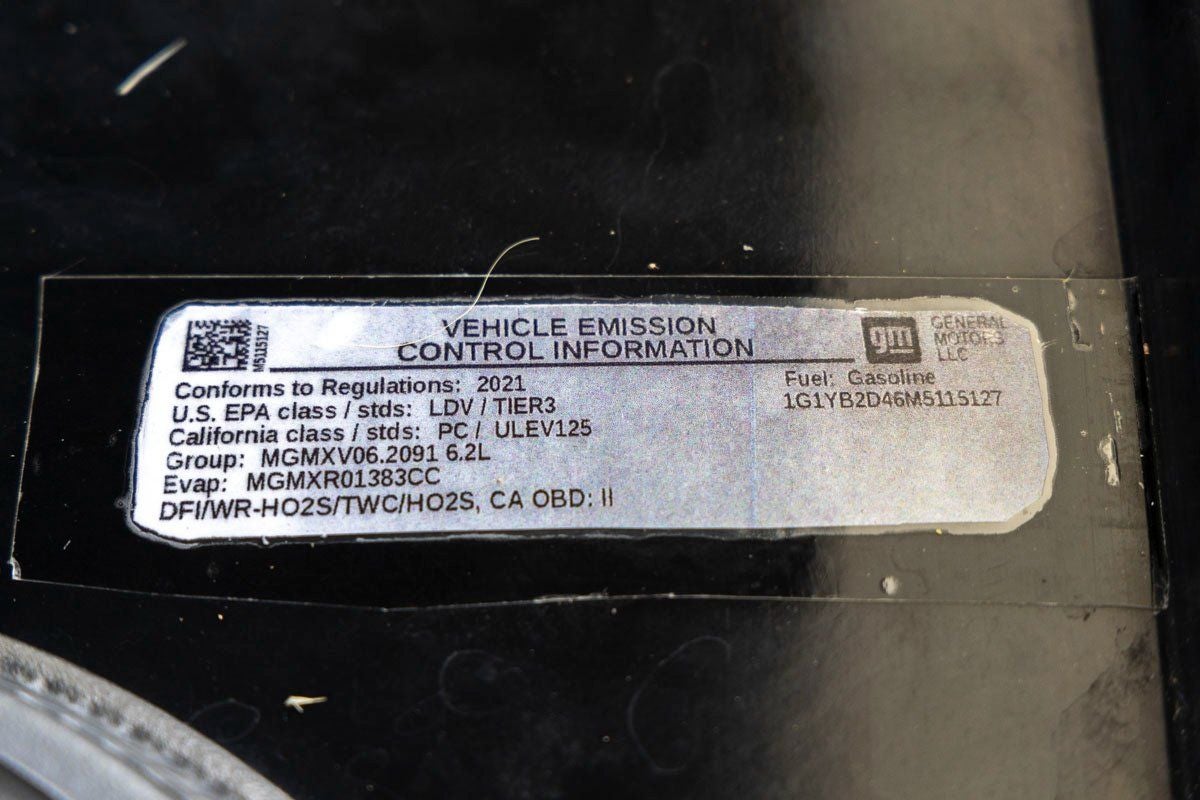 M5115127
VEHICLE EMISSION
CONTROL INFORMATION
gm
GENERAL
MOTORS
LLC
Conforms to Regulations: 2021
U.S. EPA class / stds: LDV / TIER3
California class / stds: PC / ULEV125
Group: MGMXV06.2091 6.2L
Evap: MGMXR01383CC
DFI/WR-HO2S/TWC/HO2S, CA OBD: II
Fuel: Gasoline
1G1YB2D46M5115127